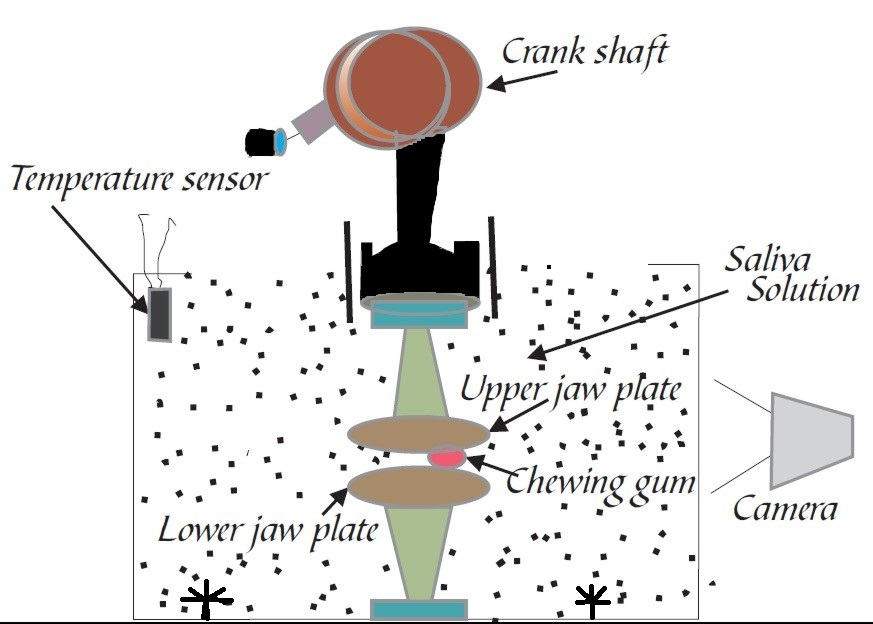 Crank shaft
Temperature sensor
Saliva
Solution
Upper jaw plate
Chewing gum
Camera
Lower jaw plate